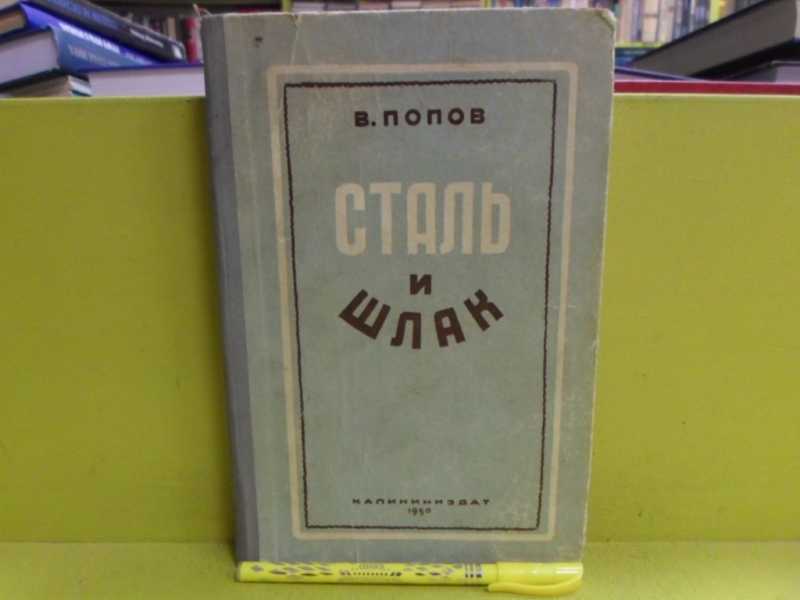 В. ПОПОВ
СТАЛЬ
И
ШЛАК
КАЛИНИНИЗДАТ
1950